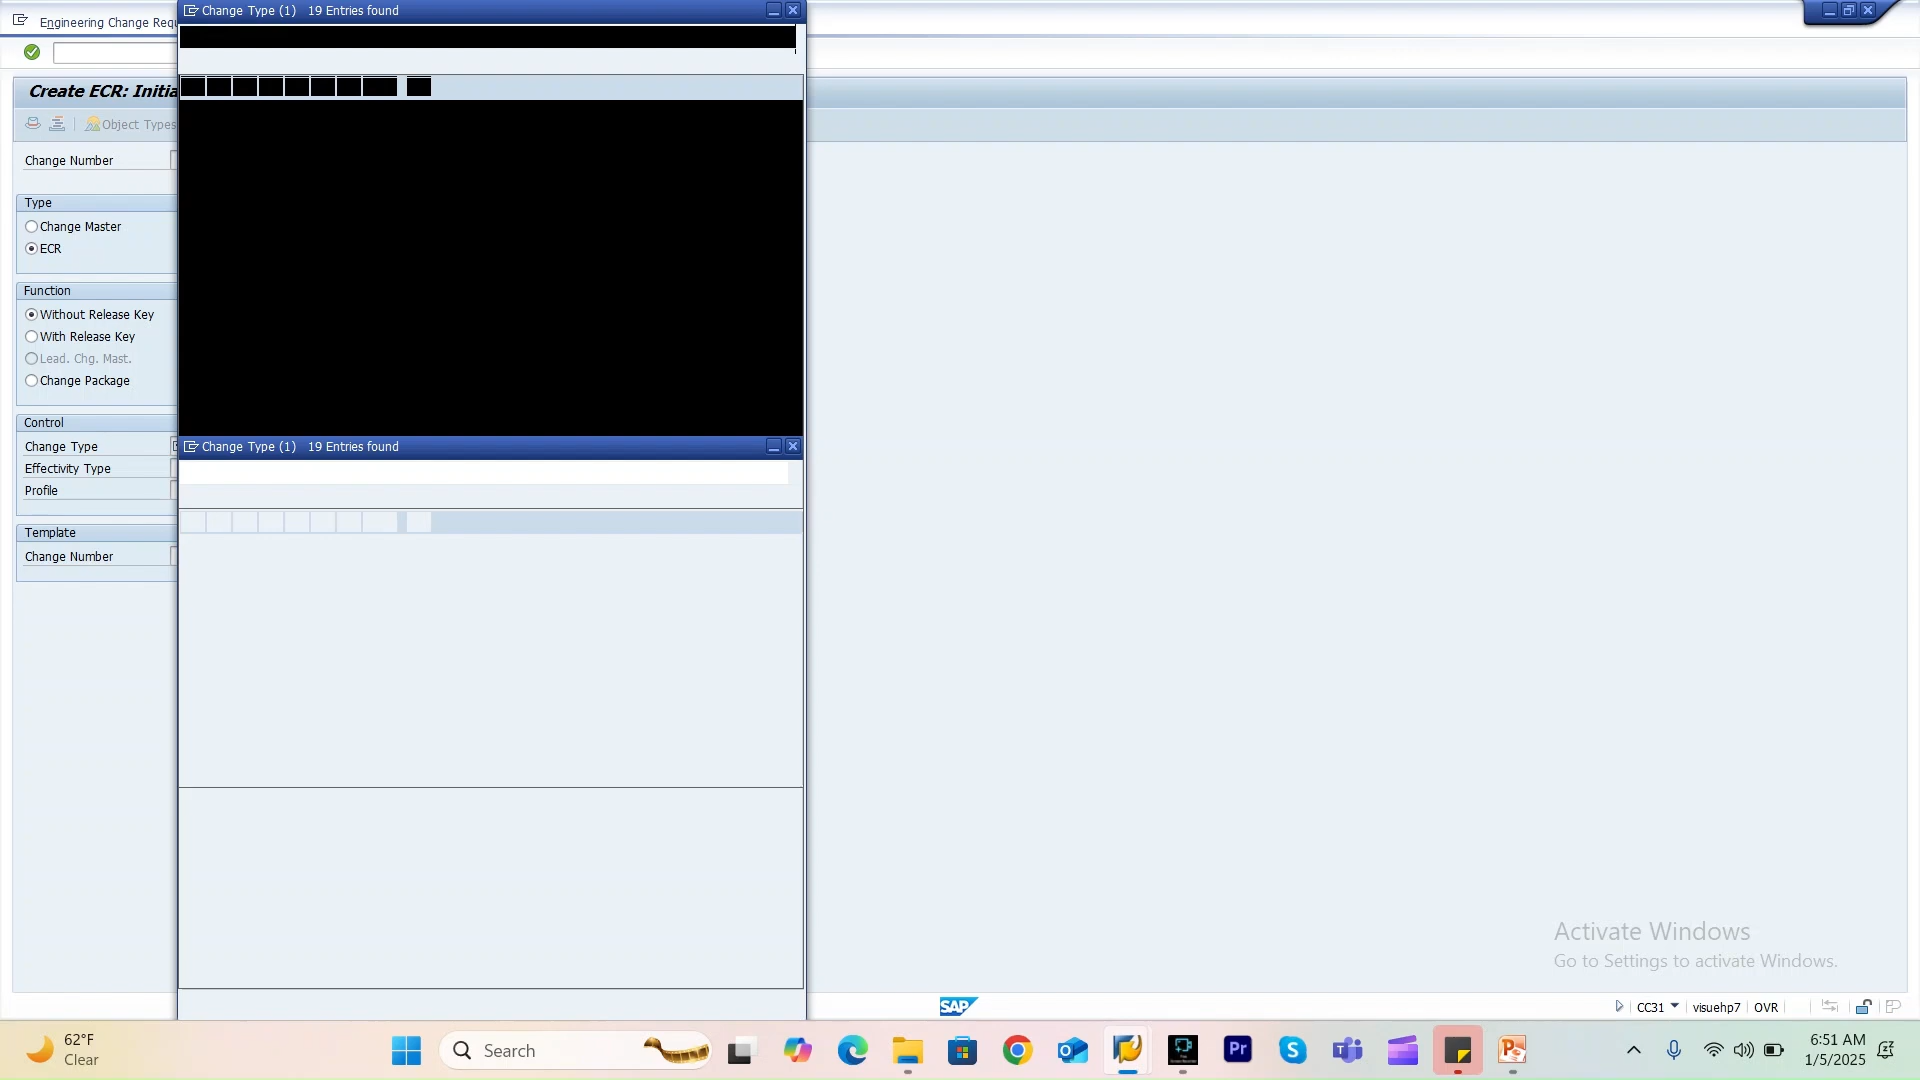 Change Type (1) 19 Entries found
Engineering Change Requ
Create ECR: Initia
Object Types
Change Number
Type
Change Master
ECR
Function
Without Release Key
With Release Key
Lead. Chg. Mast.
Change Package
Control
Change Type (1) 19 Entries found
Change Type
Effectivity Type
Profile
Template
Change Number
Activate Windows
Go to Settings to activate Windows.
SAP
CC31
visuehp7
OVR
62°F
Clear
Search
Pr
6:51 AM
1/5/2025